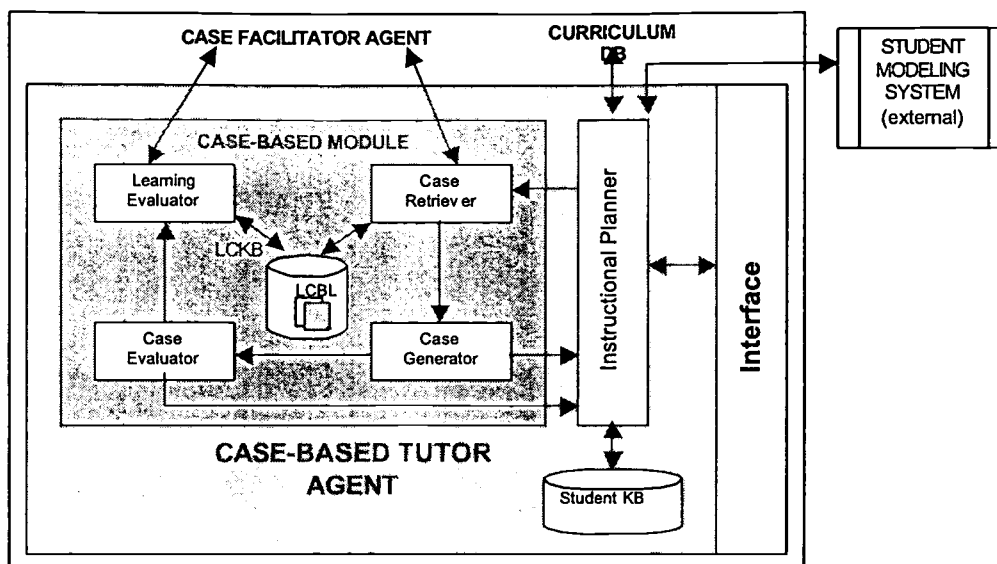 CASE FACILITATOR AGENT
CURRICULUM
DB
STUDENT
MODELING
SYSTEM
(external)
CASE-BASED MODULE
Learning
Evaluator
Case
Retriever
LCKB
LCBL
Case
Evaluator
Case
Generator
Instructional Planner
Interface
CASE-BASED TUTOR
AGENT
Student KB